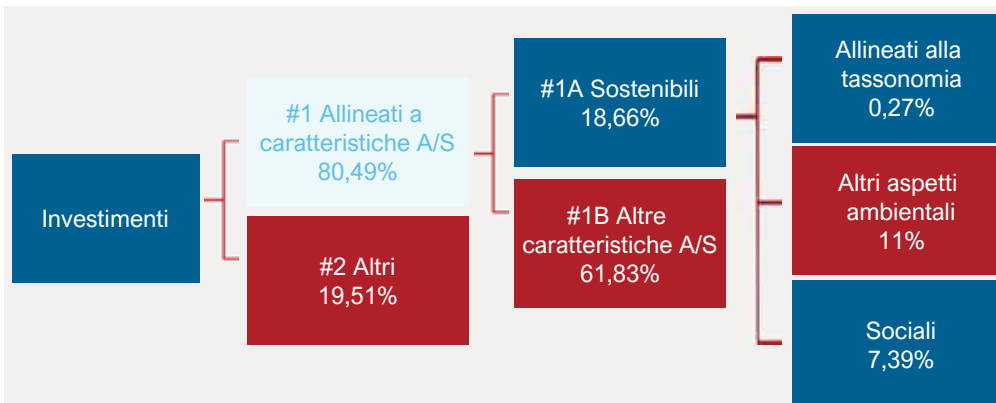 Investimenti
#1 Allineati a
caratteristiche A/S
80,49%
#2 Altri
19,51%
#1A Sostenibili
18,66%
#1B Altre
caratteristiche A/S
61,83%
Allineati alla
tassonomia
0,27%
Altri aspetti
ambientali
11%
Sociali
7,39%